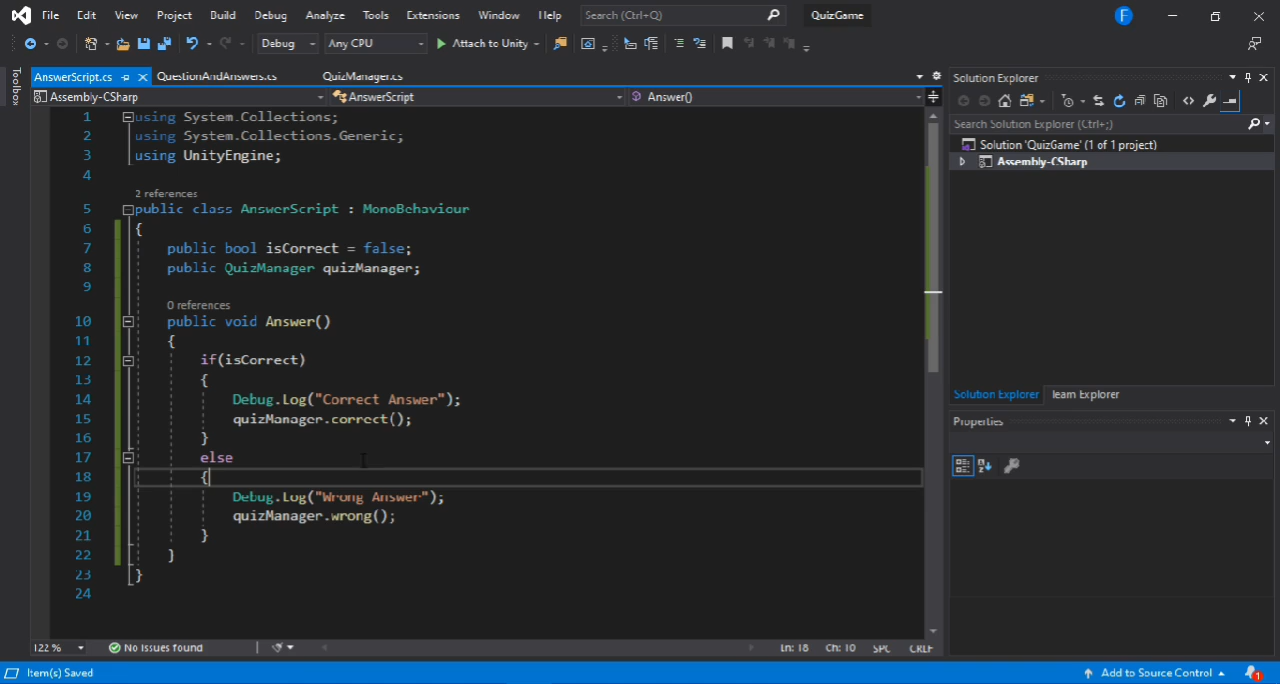 File Edit View Project Build Debug Analyze Tools Extensions Window Help Search (Ctrl+Q) QuizGame F
Debug Any CPU Attach to Unity
Toolbox
AnswerScript.cs QuestionAndAnswers.cs QuizManager.cs
Assembly-CSharp AnswerScript Answer()
1 using System.Collections;
2 using System.Collections.Generic;
3 using UnityEngine;
4
2 references
5 public class AnswerScript : MonoBehaviour
6 {
7 public bool isCorrect = false;
8 public QuizManager quizManager;
9
0 references
10 public void Answer()
11 {
12 if(isCorrect)
13 {
14 Debug.Log("Correct Answer");
15 quizManager.correct();
16 }
17 else
18 {
19 Debug.Log("Wrong Answer");
20 quizManager.wrong();
21 }
22 }
23 }
24
122 % No issues found Ln: 18 Ch: 10 SPC CRLF
Solution Explorer
Search Solution Explorer (Ctrl+;)
Solution 'QuizGame' (1 of 1 project)
Assembly-CSharp
Solution Explorer Team Explorer
Properties
Item(s) Saved Add to Source Control 1